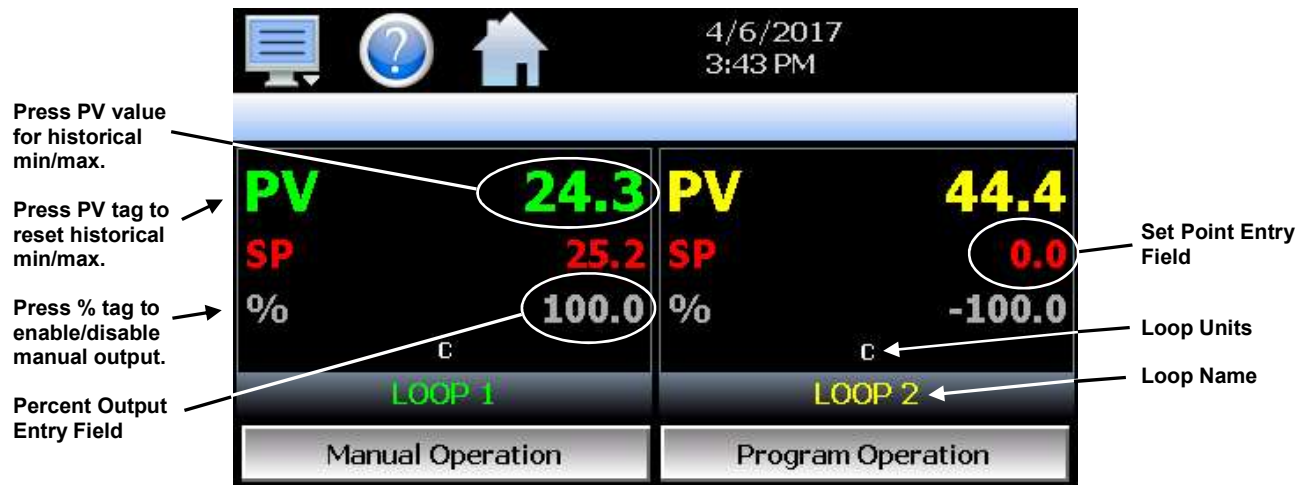 4/6/2017
3:43 PM
Press PV value
for historical
min/max.
Press PV tag to
reset historical
min/max.
Press % tag to
enable/disable
manual output.
Percent Output
Entry Field
PV 24.3
SP 25.2
% 100.0
C
LOOP 1
Manual Operation
PV 44.4
SP 0.0
% -100.0
C
LOOP 2
Program Operation
Set Point Entry
Field
Loop Units
Loop Name